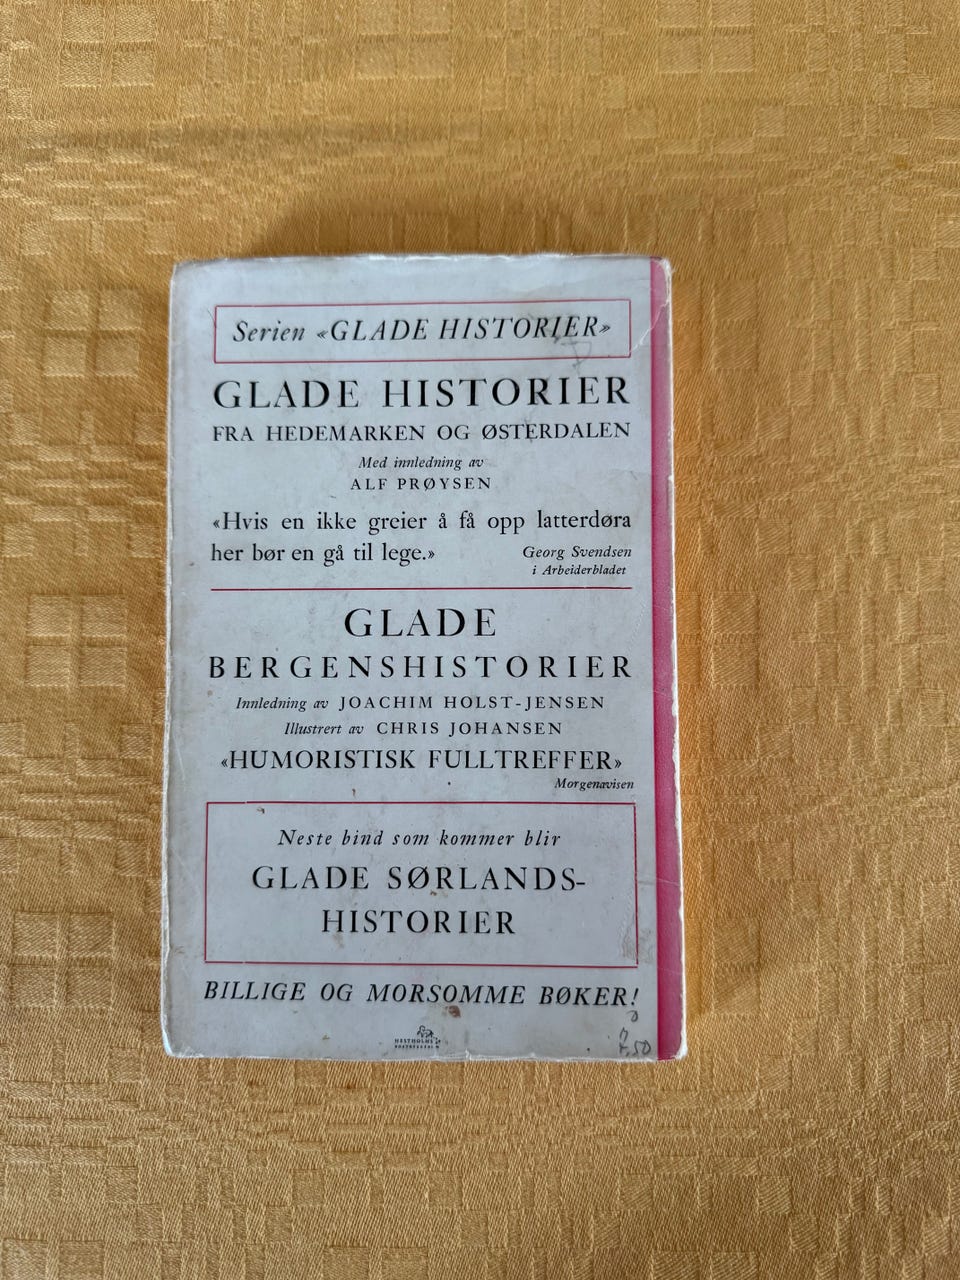 Serien «GLADE HISTORIER»
GLADE HISTORIER
FRA HEDEMARKEN OG ØSTERDALEN
Med innledning av
ALF PRØYSEN
«Hvis en ikke greier å få opp latterdøra
her bør en gå til lege.»
Georg Svendsen
i Arbeiderbladet
GLADE
BERGENSHISTORIER
Innledning av JOACHIM HOLST-JENSEN
Illustrert av CHRIS JOHANSEN
«HUMORISTISK FULLTREFFER»
Morgenavisen
Neste bind som kommer blir
GLADE SØRLANDS-
HISTORIER
BILLIGE OG MORSOMME BØKER!